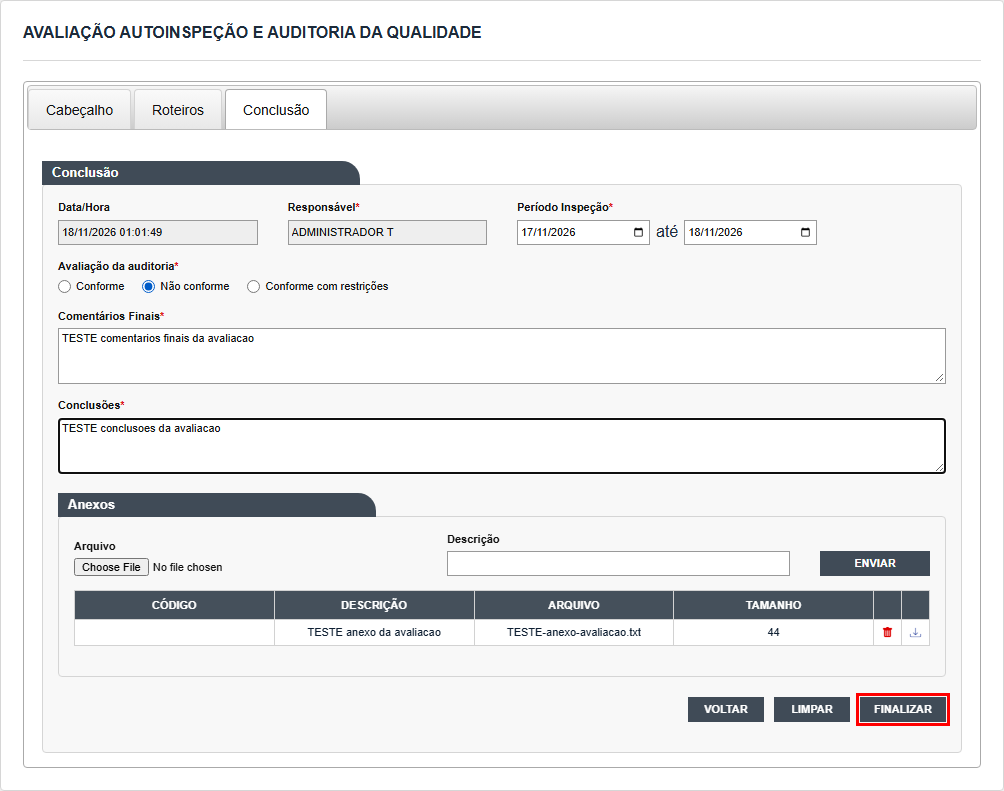 AVALIAÇÃO AUTOINSPEÇÃO E AUDITORIA DA QUALIDADE
Cabeçalho Roteiros Conclusão
Conclusão
Data/Hora Responsável* Período Inspeção*
18/11/2026 01:01:49 ADMINISTRADOR T 17/11/2026 até 18/11/2026
Avaliação da auditoria*
Conforme Não conforme Conforme com restrições
Comentários Finais*
TESTE comentarios finais da avaliacao
Conclusões*
TESTE conclusoes da avaliacao
Anexos
Arquivo Descrição
Choose File No file chosen ENVIAR
CÓDIGO DESCRIÇÃO ARQUIVO TAMANHO
TESTE anexo da avaliacao TESTE-anexo-avaliacao.txt 44
VOLTAR LIMPAR FINALIZAR